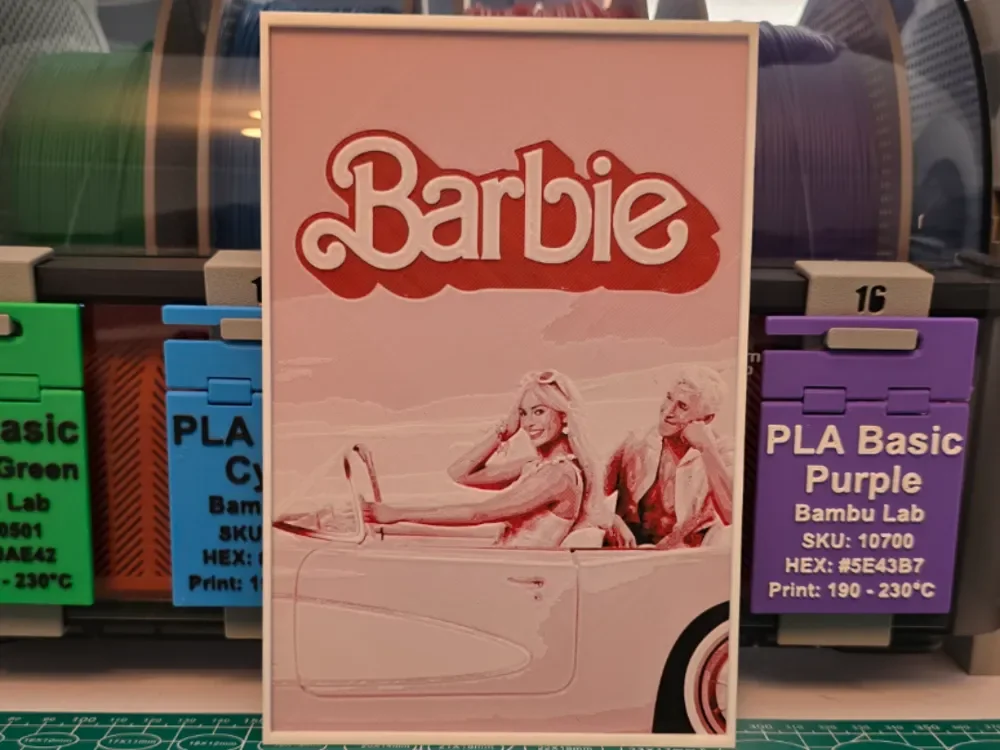 Barbie
16
PLA Basic
Purple
Bambu Lab
SKU: 10700
HEX: #5E43B7
Print: 190 - 230°C
PLA
Cy
Bam
SKU
HEX:
Print: 1
asic
Green
Lab
0501
AE42
- 230°C